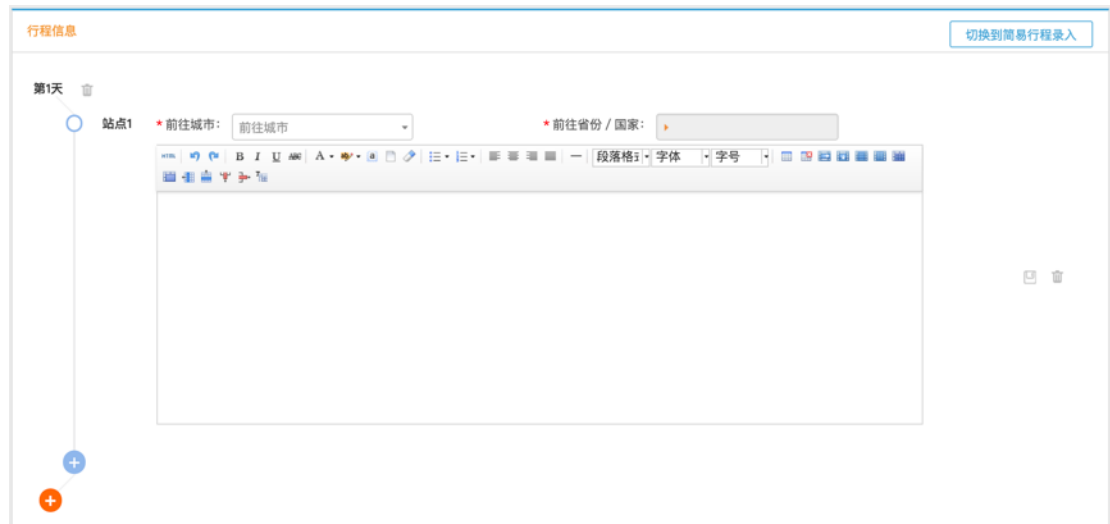 行程信息
切换到简易行程录入
第1天
站点1 *前往城市: 前往城市 *前往省份 / 国家:
HTML B I U ABC A a 段落格 字体 字号